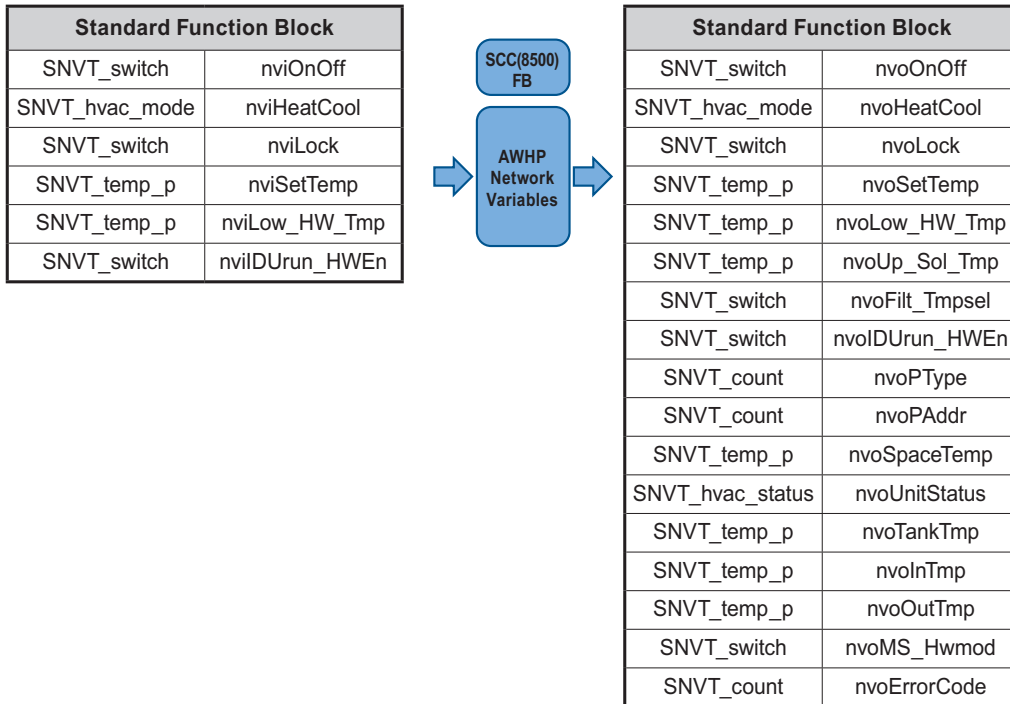 Standard Function Block
SNVT_switch nviOnOff
SNVT_hvac_mode nviHeatCool
SNVT_switch nviLock
SNVT_temp_p nviSetTemp
SNVT_temp_p nviLow_HW_Tmp
SNVT_switch nviIDUrun_HWEn
SCC(8500)
FB
AWHP
Network
Variables
Standard Function Block
SNVT_switch nvoOnOff
SNVT_hvac_mode nvoHeatCool
SNVT_switch nvoLock
SNVT_temp_p nvoSetTemp
SNVT_temp_p nvoLow_HW_Tmp
SNVT_temp_p nvoUp_Sol_Tmp
SNVT_switch nvoFilt_Tmpsel
SNVT_switch nvoIDUrun_HWEn
SNVT_count nvoPType
SNVT_count nvoPAddr
SNVT_temp_p nvoSpaceTemp
SNVT_hvac_status nvoUnitStatus
SNVT_temp_p nvoTankTmp
SNVT_temp_p nvoInTmp
SNVT_temp_p nvoOutTmp
SNVT_switch nvoMS_Hwmod
SNVT_count nvoErrorCode